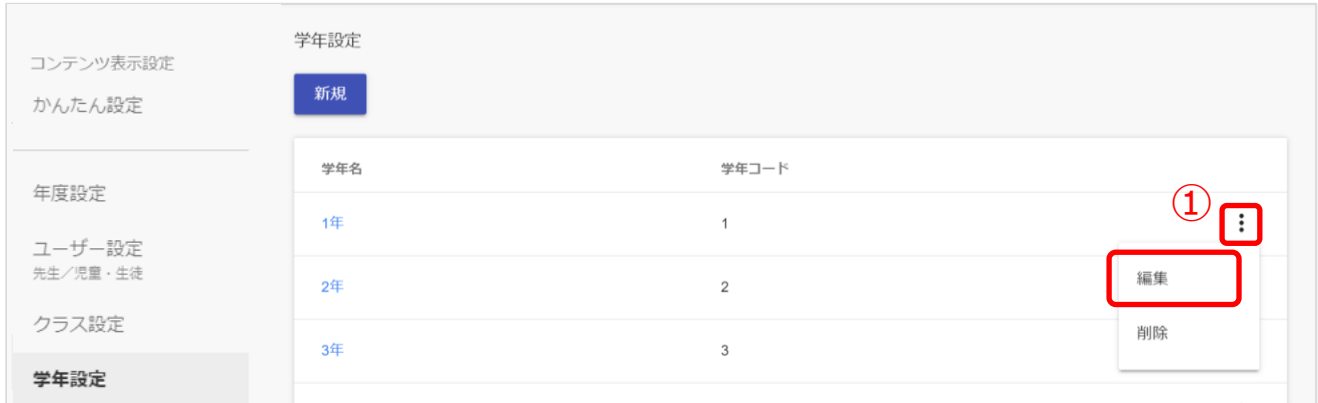 コンテンツ表示設定
かんたん設定
年度設定
ユーザー設定
先生／児童・生徒
クラス設定
学年設定
学年設定
新規
学年名 学年コード
1年 1
①
2年 2
3年 3
編集
削除